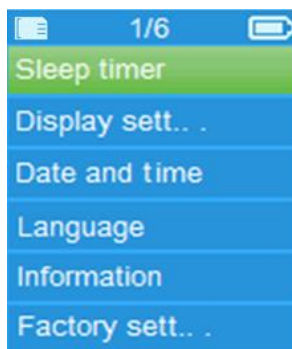 1/6
Sleep timer
Display sett.. .
Date and time
Language
Information
Factory sett.. .